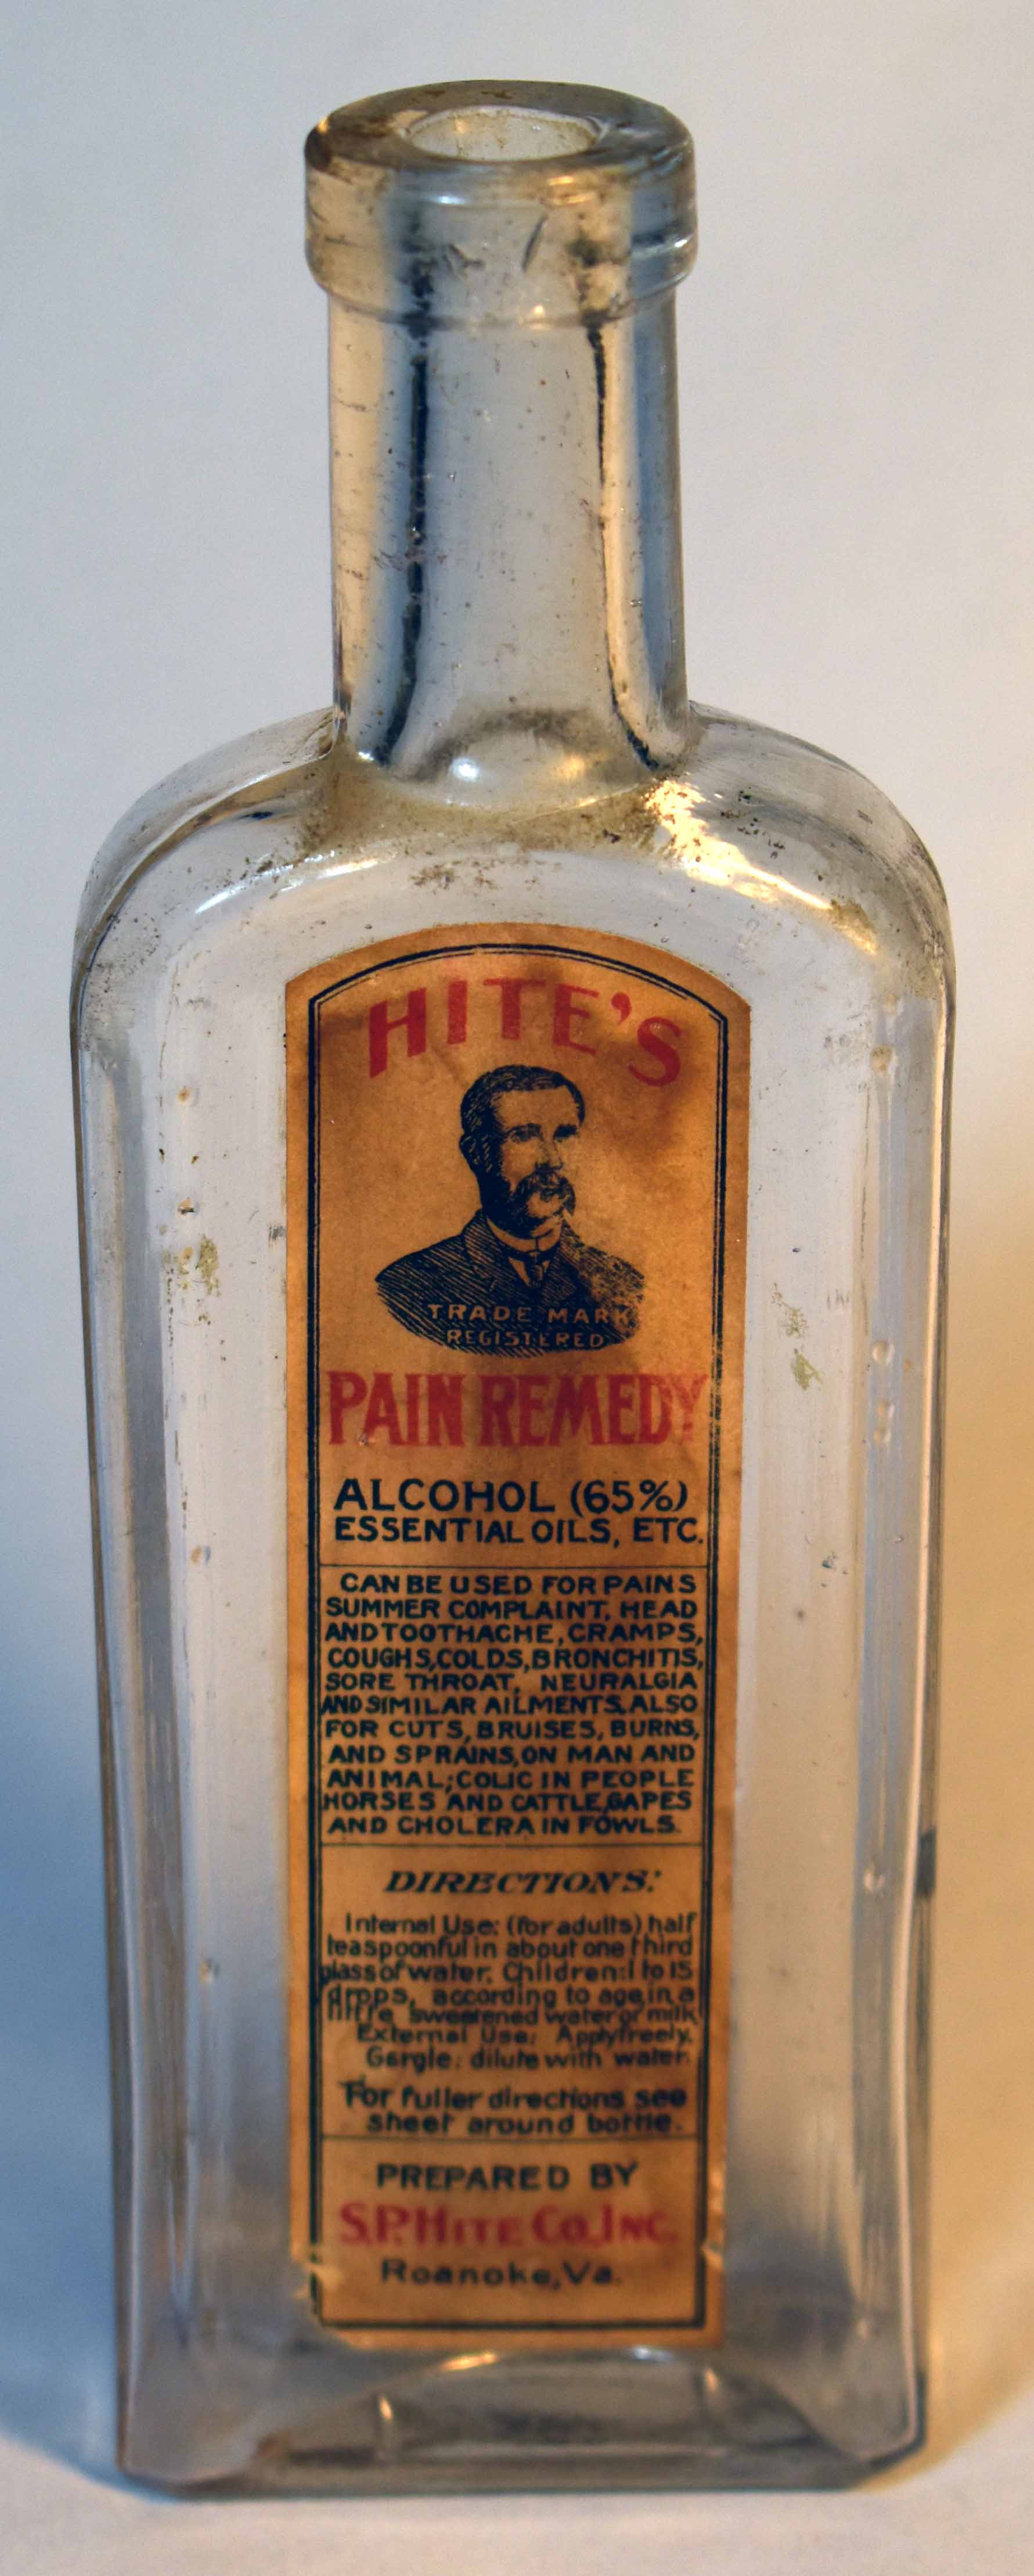 HITE'S
TRADE MARK
REGISTERED
PAIN REMEDY
ALCOHOL (65%)
ESSENTIAL OILS, ETC.
CAN BE USED FOR PAINS
SUMMER COMPLAINT, HEAD
AND TOOTHACHE, CRAMPS,
COUGHS, COLDS, BRONCHITIS,
SORE THROAT, NEURALGIA
AND SIMILAR AILMENTS, ALSO
FOR CUTS, BRUISES, BURNS,
AND SPRAINS, ON MAN AND
ANIMAL; COLIC IN PEOPLE
HORSES AND CATTLE, GAPES
AND CHOLERA IN FOWLS.
DIRECTIONS:
Internal Use: (for adults) half
teaspoonful in about one third
glass of water. Children: 1 to 15
drops, according to age in a
little sweetened water or milk
External Use: Apply freely.
Gargle: dilute with water.
For fuller directions see
sheet around bottle.
PREPARED BY
S.P. HITE CO., INC.
Roanoke, Va.